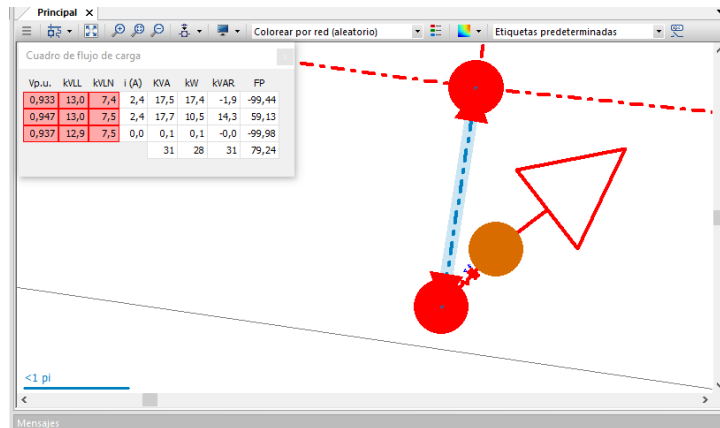 Principal X
Colorear por red (aleatorio) Etiquetas predeterminadas
Cuadro de flujo de carga
Vp.u. kVLL kVLN i (A) KVA kW kVAR FP
0,933 13,0 7,4 2,4 17,5 17,4 -1,9 -99,44
0,947 13,0 7,5 2,4 17,7 10,5 14,3 59,13
0,937 12,9 7,5 0,0 0,1 0,1 -0,0 -99,98
31 28 31 79,24
<1 pi
Mensajes